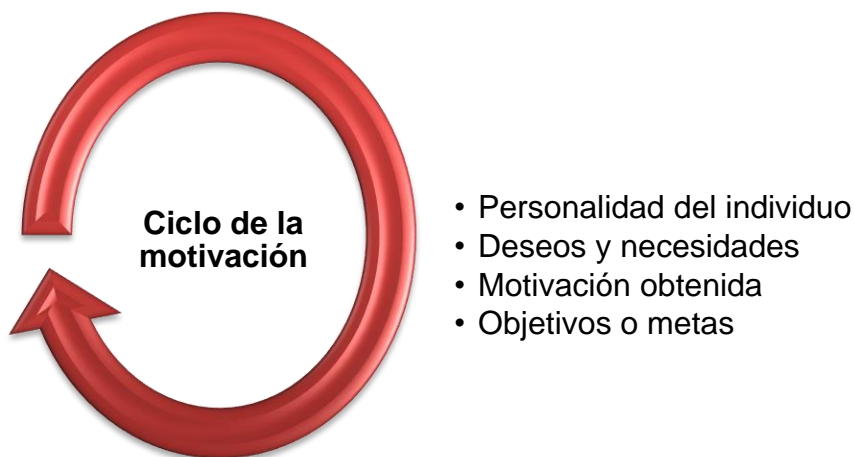 Ciclo de la
motivación
• Personalidad del individuo
• Deseos y necesidades
• Motivación obtenida
• Objetivos o metas